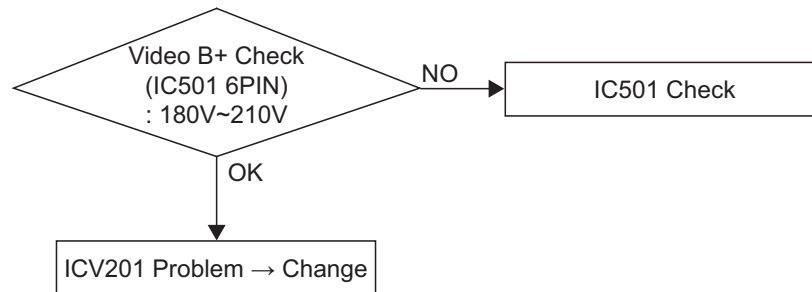 Video B+ Check
(IC501 6PIN)
: 180V~210V
NO
IC501 Check
OK
ICV201 Problem → Change